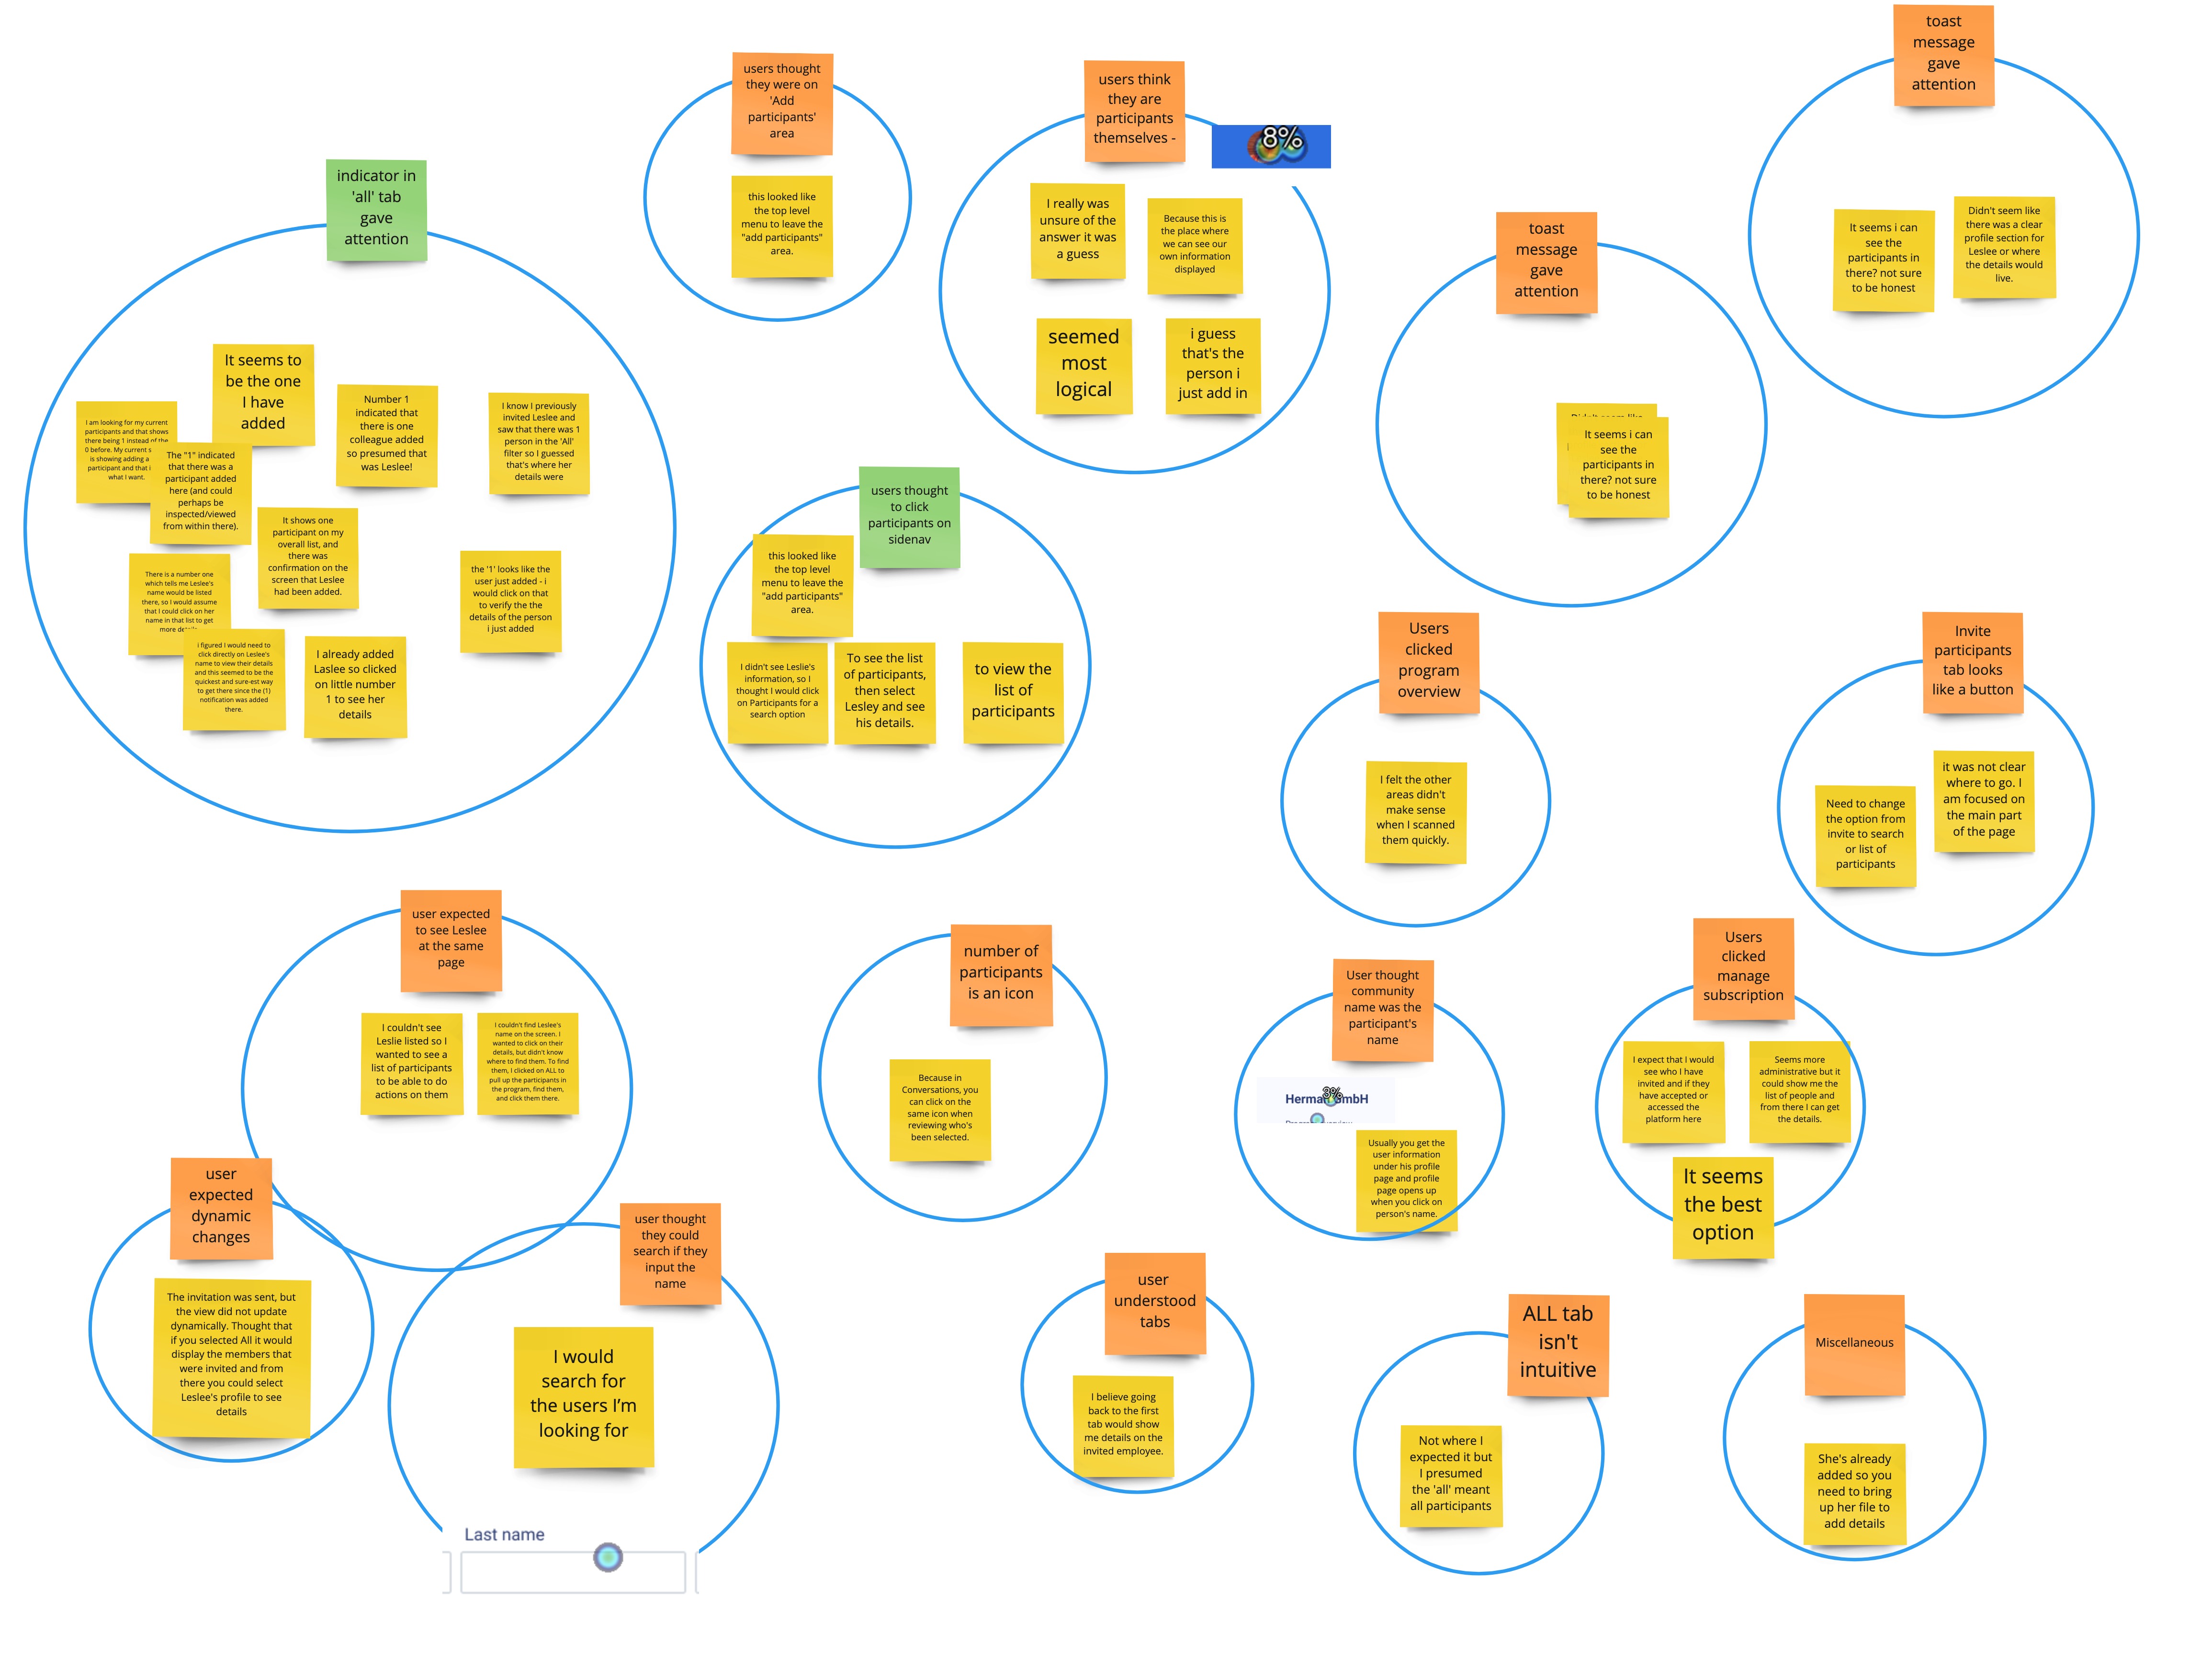 toast
message
gave
attention
It seems i can
see the
participants in
there? not sure
to be honest
Didn't seem like
there was a clear
profile section for
Leslee or where
the details would
live.
users thought
they were on
'Add
participants'
area
this looked like
the top level
menu to leave the
"add participants"
area.
users think
they are
participants
themselves -
8%
I really was
unsure of the
answer it was
a guess
Because this is
the place where
we can see our
own information
displayed
seemed
most
logical
i guess
that's the
person i
just add in
indicator in
'all' tab
gave
attention
It seems to
be the one
I have
added
I am looking for my current
participants and that shows
there being 1 instead of the
0 before. My current s
is showing adding a
participant and that i
what I want.
The "1" indicated
that there was a
participant added
here (and could
perhaps be
inspected/viewed
from within there).
Number 1
indicated that
there is one
colleague added
so presumed that
was Leslee!
I know I previously
invited Leslee and
saw that there was 1
person in the 'All'
filter so I guessed
that's where her
details were
It shows one
participant on my
overall list, and
there was
confirmation on the
screen that Leslee
had been added.
There is a number one
which tells me Leslee's
name would be listed
there, so I would assume
that I could click on her
name in that list to get
more
i figured I would need to
click directly on Leslee's
name to view their details
and this seemed to be the
quickest and sure-est way
to get there since the (1)
notification was added
there.
I already added
Laslee so clicked
on little number
1 to see her
details
the '1' looks like the
user just added - i
would click on that
to verify the the
details of the person
i just added
toast
message
gave
attention
Didn't seem like
It seems i can
see the
participants in
there? not sure
to be honest
users thought
to click
participants on
sidenav
this looked like
the top level
menu to leave the
"add participants"
area.
I didn't see Leslie's
information, so I
thought I would click
on Participants for a
search option
To see the list
of participants,
then select
Lesley and see
his details.
to view the
list of
participants
Users
clicked
program
overview
I felt the other
areas didn't
make sense
when I scanned
them quickly.
Invite
participants
tab looks
like a button
Need to change
the option from
invite to search
or list of
participants
it was not clear
where to go. I
am focused on
the main part
of the page
user expected
to see Leslee
at the same
page
I couldn't see
Leslie listed so I
wanted to see a
list of participants
to be able to do
actions on them
I couldn't find Leslee's
name on the screen. I
wanted to click on their
details, but didn't know
where to find them. To find
them, I clicked on ALL to
pull up the participants in
the program, find them,
and click them there.
number of
participants
is an icon
Because in
Conversations, you
can click on the
same icon when
reviewing who's
been selected.
User thought
community
name was the
participant's
name
3%
Usually you get the
user information
under his profile
page and profile
page opens up
when you click on
person's name.
Users
clicked
manage
subscription
I expect that I would
see who I have
invited and if they
have accepted or
accessed the
platform here
Seems more
administrative but it
could show me the
list of people and
from there I can get
the details.
It seems
the best
option
user
expected
dynamic
changes
The invitation was sent, but
the view did not update
dynamically. Thought that
if you selected All it would
display the members that
were invited and from
there you could select
Leslee's profile to see
details
user thought
they could
search if they
input the
name
I would
search for
the users I'm
looking for
Last name
user
understood
tabs
I believe going
back to the first
tab would show
me details on the
invited employee.
ALL tab
isn't
intuitive
Not where I
expected it but
I presumed
the 'all' meant
all participants
Miscellaneous
She's already
added so you
need to bring
up her file to
add details